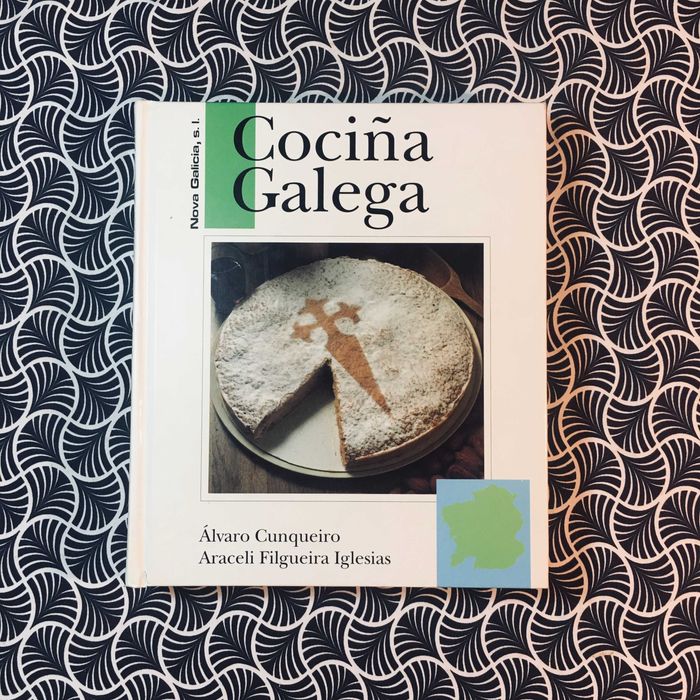 Nova Galicia, s. l.
Cociña
Galega
Álvaro Cunqueiro
Araceli Filgueira Iglesias